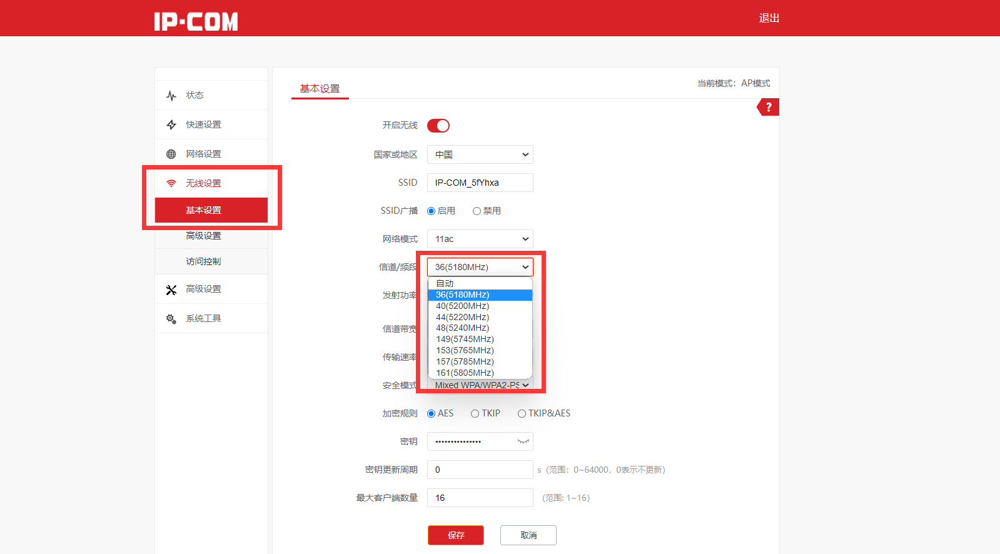 IP-COM
退出
状态
快速设置
网络设置
无线设置
基本设置
高级设置
访问控制
高级设置
系统工具
基本设置
当前模式：AP模式
?
开启无线
国家或地区 中国
SSID IP-COM_5fYhxa
SSID广播 启用 禁用
网络模式 11ac
信道/频段 36(5180MHz)
自动
36(5180MHz)
40(5200MHz)
44(5220MHz)
48(5240MHz)
149(5745MHz)
153(5765MHz)
157(5785MHz)
161(5805MHz)
发射功率
信道带宽
传输速率
安全模式 Mixed WPA/WPA2-PS
加密规则 AES TKIP TKIP&AES
密钥 •••••••••••••••
密钥更新周期 0 s（范围：0~64000，0表示不更新）
最大客户端数量 16 （范围: 1~16）
保存 取消